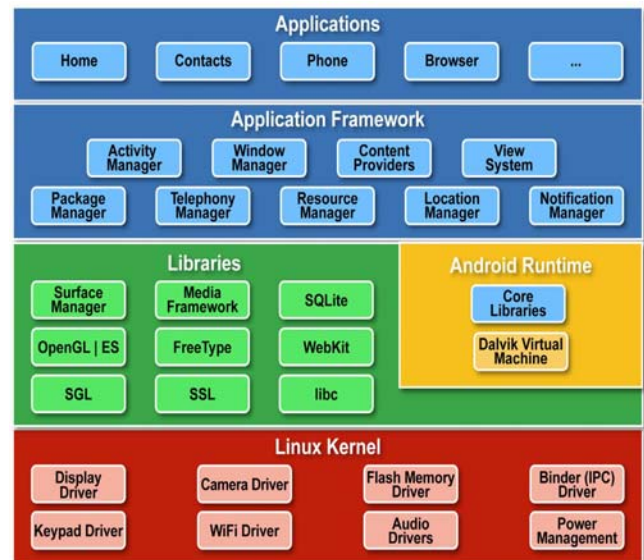 Applications
Home
Contacts
Phone
Browser
...
Application Framework
Activity
Manager
Window
Manager
Content
Providers
View
System
Package
Manager
Telephony
Manager
Resource
Manager
Location
Manager
Notification
Manager
Libraries
Surface
Manager
Media
Framework
SQLite
OpenGL | ES
FreeType
WebKit
SGL
SSL
libc
Android Runtime
Core
Libraries
Dalvik Virtual
Machine
Linux Kernel
Display
Driver
Camera Driver
Flash Memory
Driver
Binder (IPC)
Driver
Keypad Driver
WiFi Driver
Audio
Drivers
Power
Management